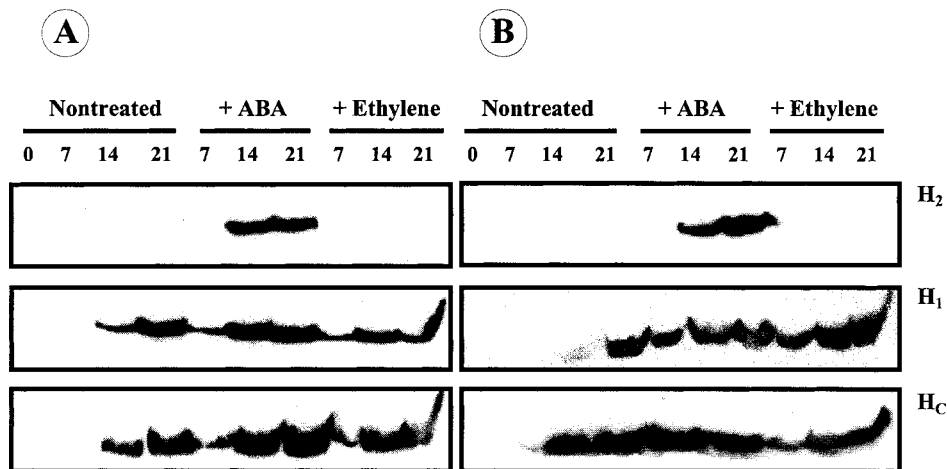 A B
Nontreated + ABA + Ethylene Nontreated + ABA + Ethylene
0 7 14 21 7 14 21 7 14 21 0 7 14 21 7 14 21 7 14 21
H2
H1
HC